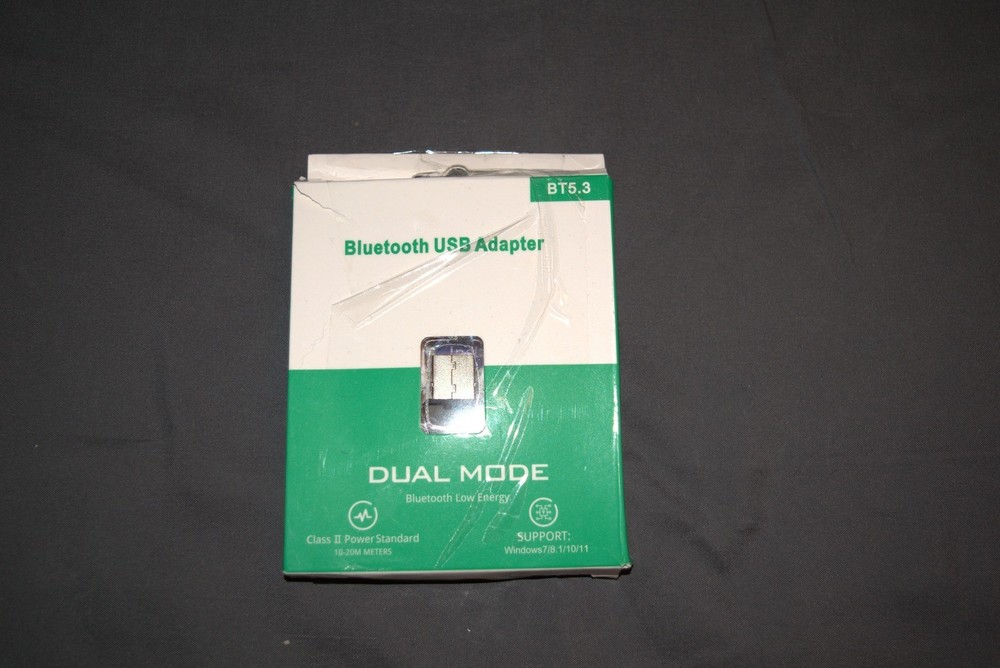 BT5.3
Bluetooth USB Adapter
DUAL MODE
Bluetooth Low Energy
Class Ⅱ Power Standard
10-20M METERS
SUPPORT:
Windows7/8.1/10/11